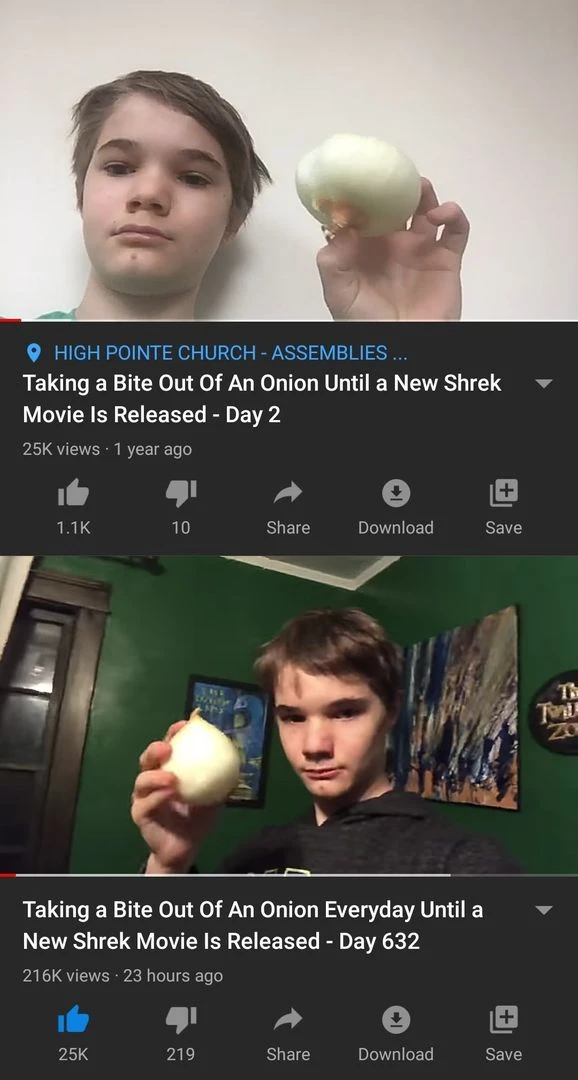 HIGH POINTE CHURCH - ASSEMBLIES ...
Taking a Bite Out Of An Onion Until a New Shrek
Movie Is Released - Day 2
25K views · 1 year ago
1.1K
10
Share
Download
Save
Taking a Bite Out Of An Onion Everyday Until a
New Shrek Movie Is Released - Day 632
216K views · 23 hours ago
25K
219
Share
Download
Save